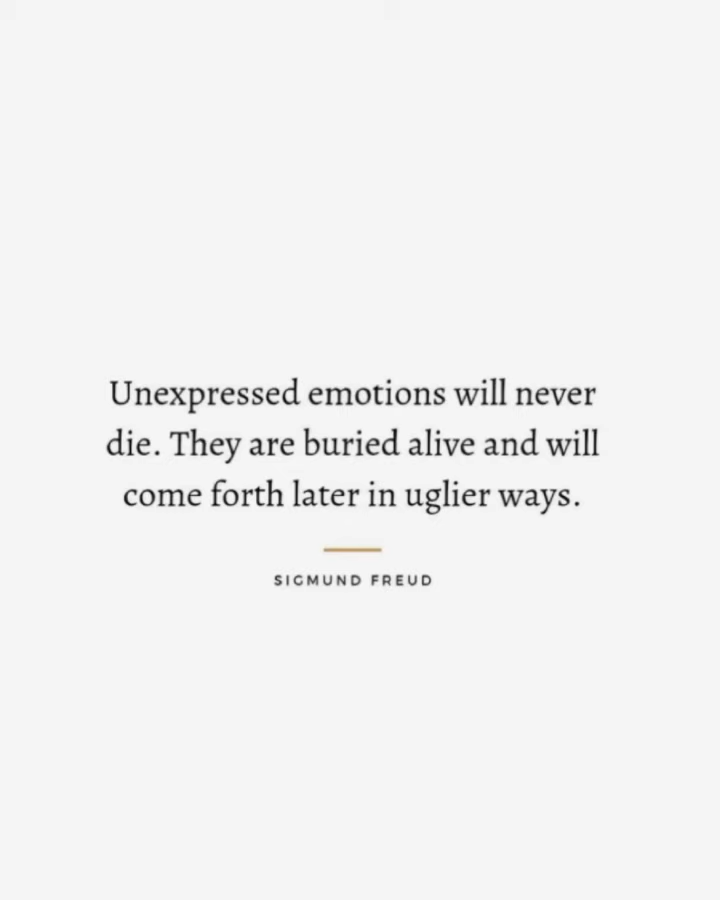 Unexpressed emotions will never
die. They are buried alive and will
come forth later in uglier ways.
SIGMUND FREUD